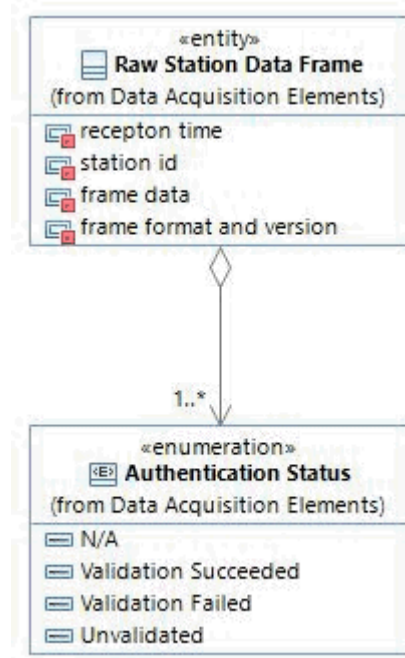 «entity»
Raw Station Data Frame
(from Data Acquisition Elements)
recepton time
station id
frame data
frame format and version
1..*
«enumeration»
Authentication Status
(from Data Acquisition Elements)
N/A
Validation Succeeded
Validation Failed
Unvalidated